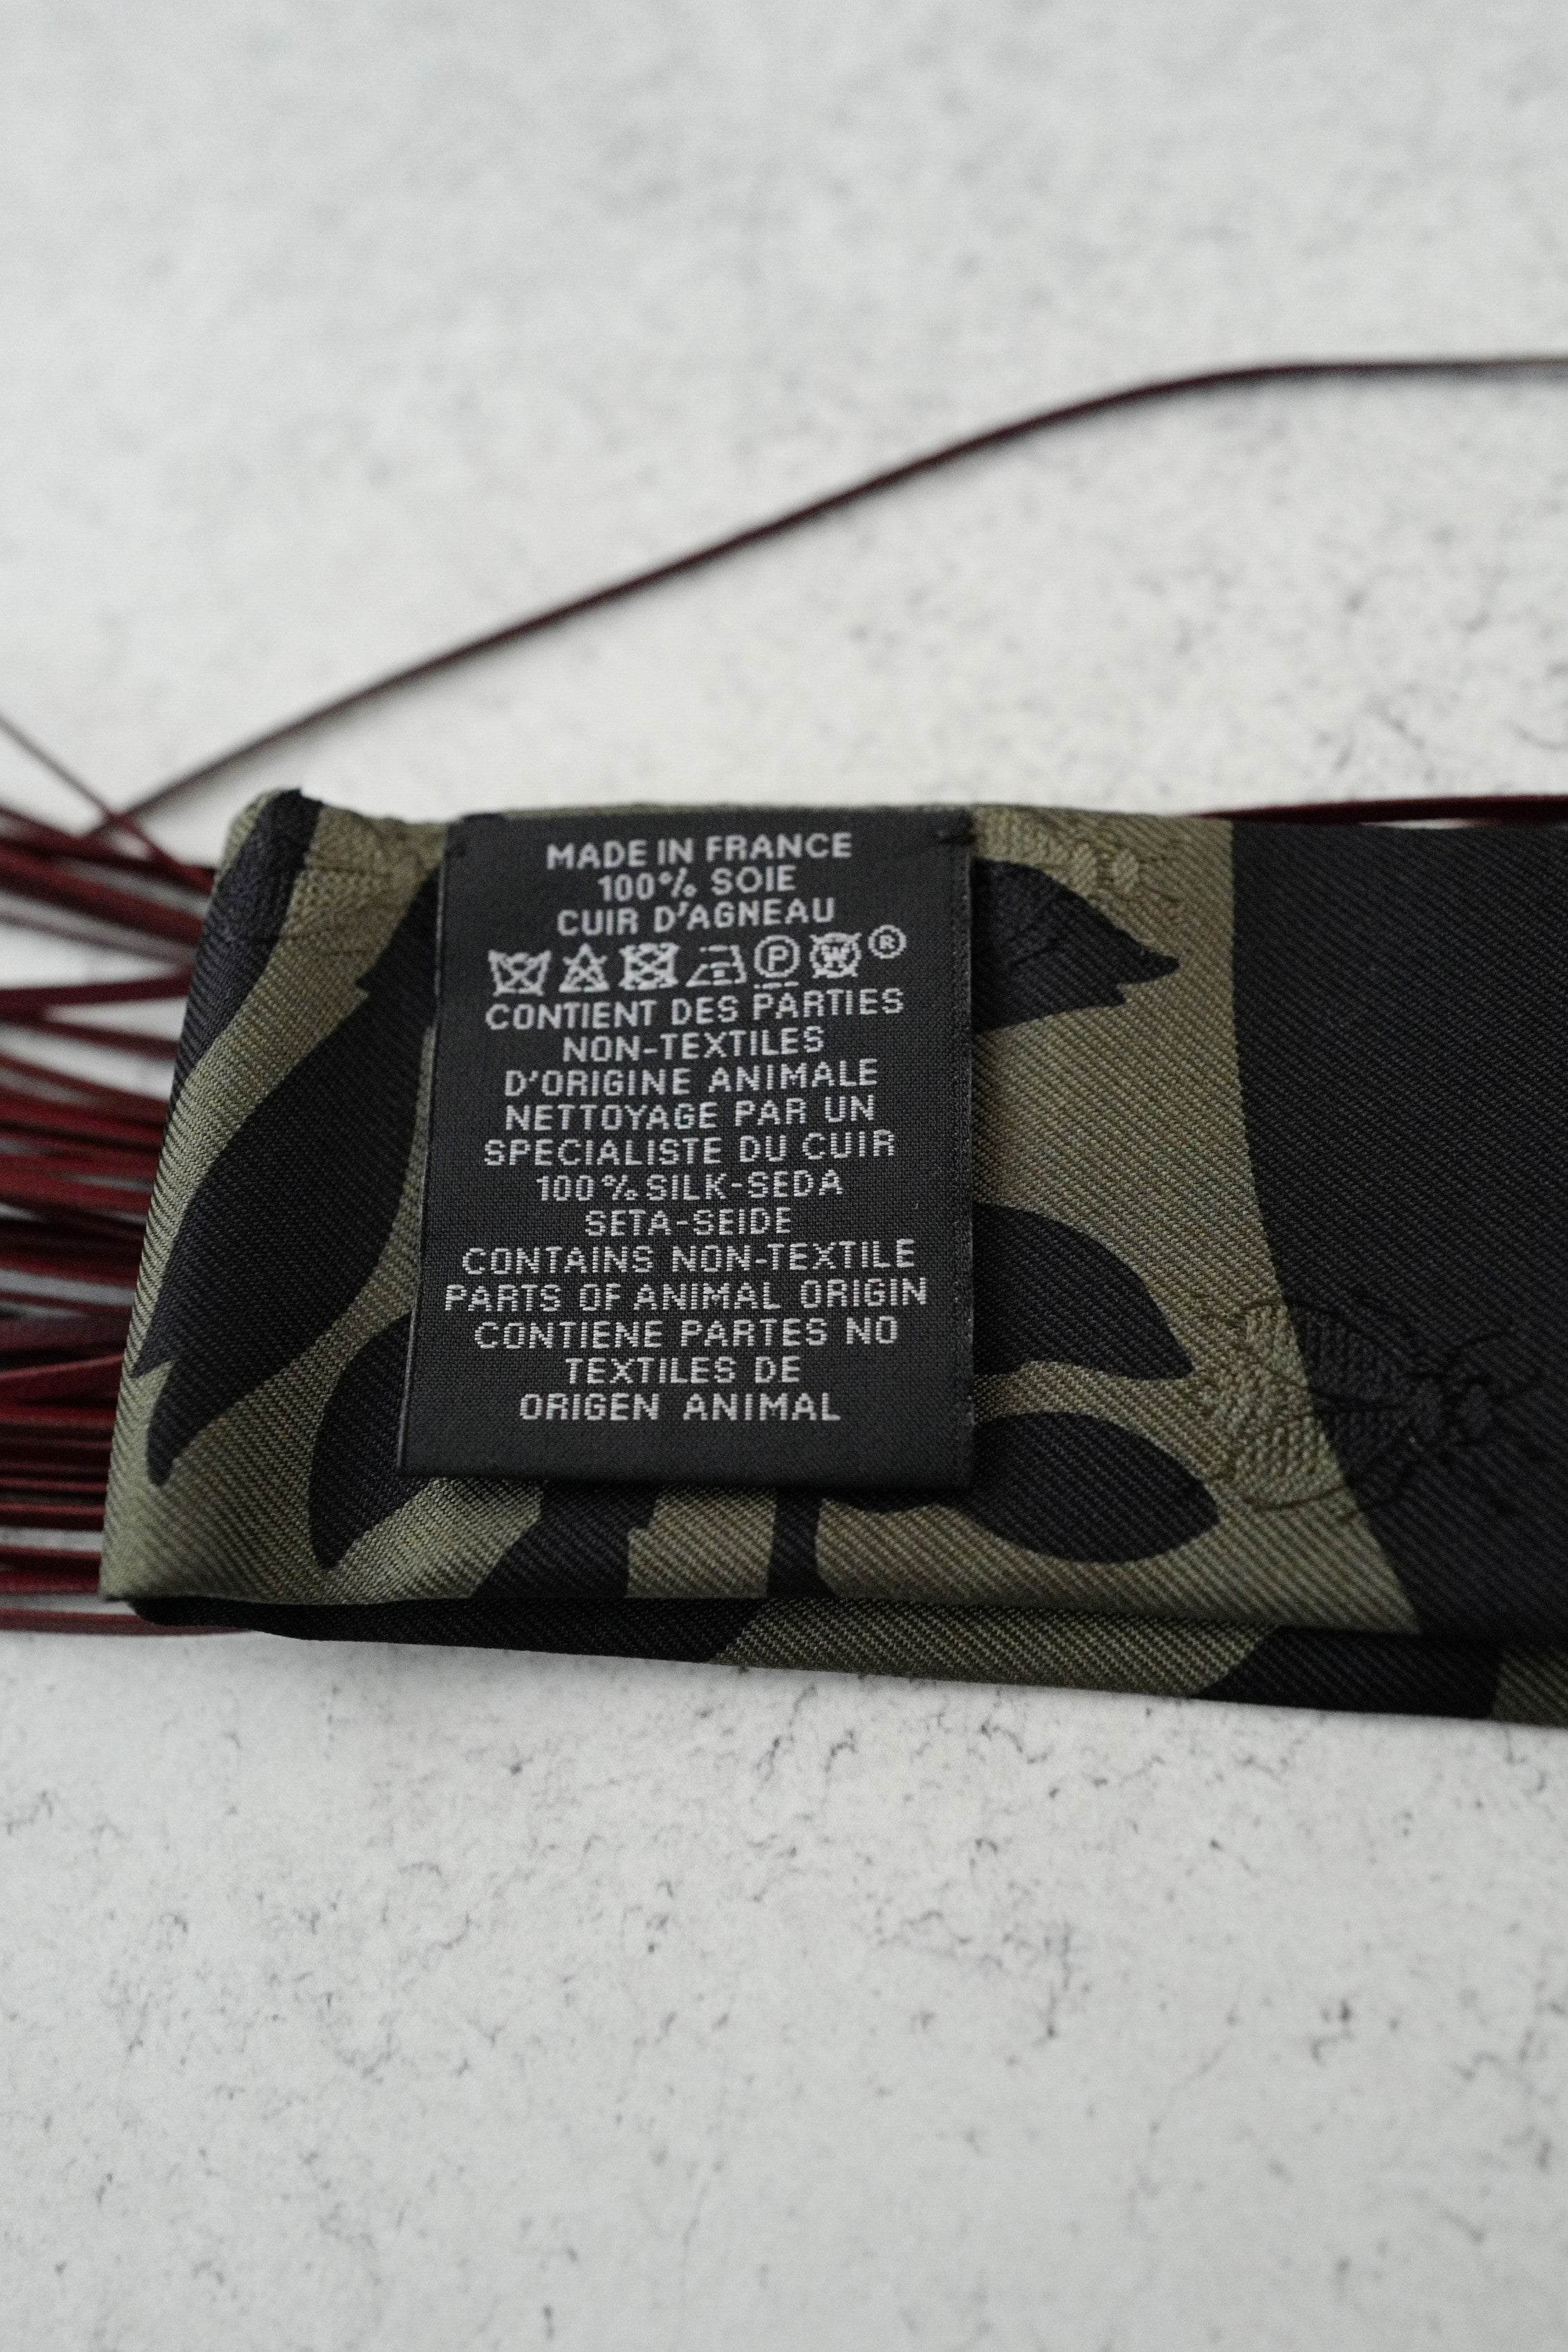 MADE IN FRANCE
100% SOIE
CUIR D'AGNEAU
P W ®
CONTIENT DES PARTIES
NON-TEXTILES
D'ORIGINE ANIMALE
NETTOYAGE PAR UN
SPECIALISTE DU CUIR
100% SILK-SEDA
SETA-SEIDE
CONTAINS NON-TEXTILE
PARTS OF ANIMAL ORIGIN
CONTIENE PARTES NO
TEXTILES DE
ORIGEN ANIMAL